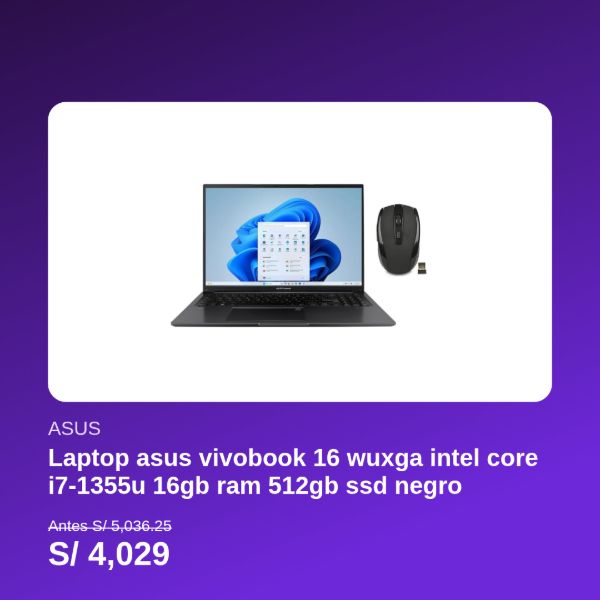 ASUS
Laptop asus vivobook 16 wuxga intel core
i7-1355u 16gb ram 512gb ssd negro
Antes S/ 5,036.25
S/ 4,029